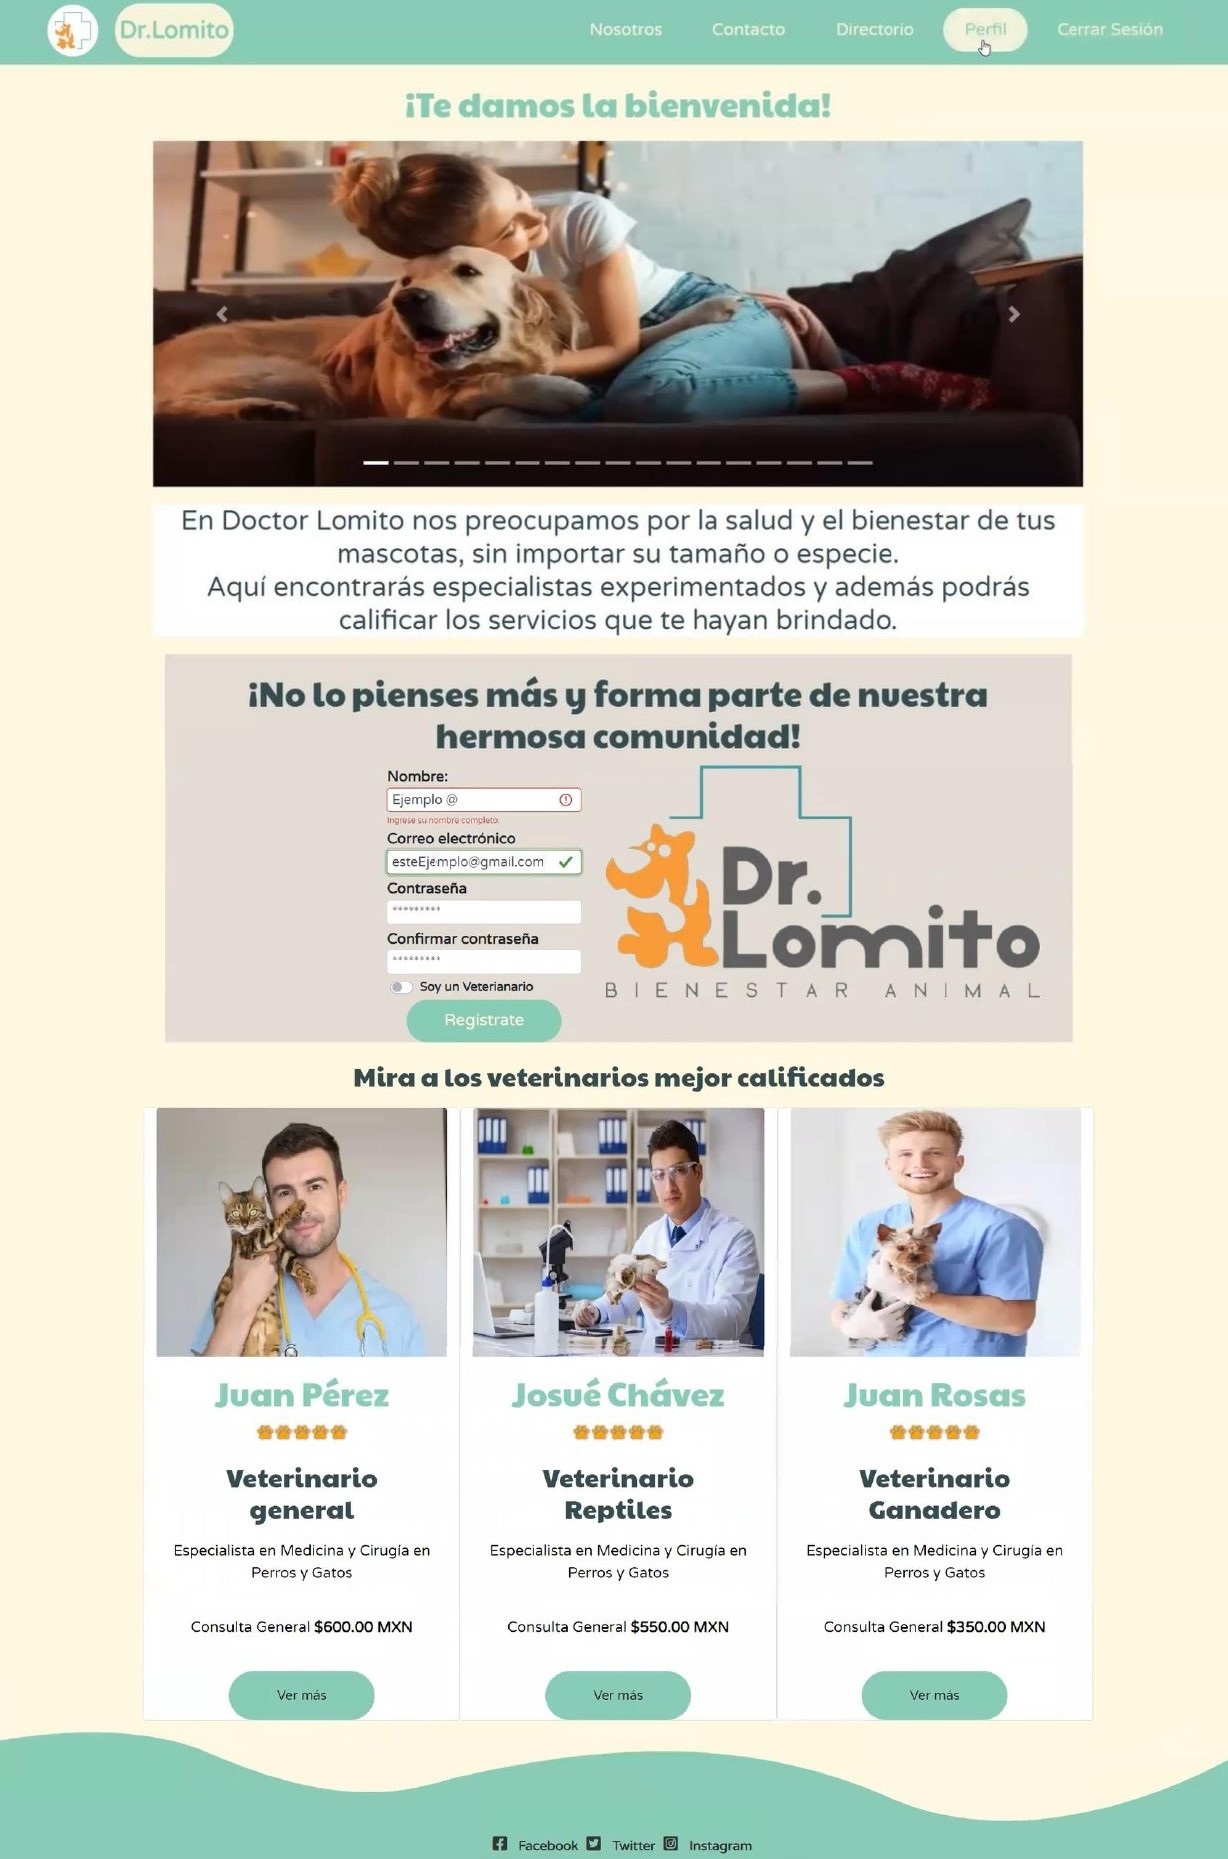 Dr.Lomito
Nosotros
Contacto
Directorio
Perfil
Cerrar Sesión
¡Te damos la bienvenida!
En Doctor Lomito nos preocupamos por la salud y el bienestar de tus
mascotas, sin importar su tamaño o especie.
Aquí encontrarás especialistas experimentados y además podrás
calificar los servicios que te hayan brindado.
¡No lo pienses más y forma parte de nuestra
hermosa comunidad!
Nombre:
Ejemplo @
Ingrese su nombre completo.
Correo electrónico
esteEjemplo@gmail.com
Contraseña
*********
Confirmar contraseña
*********
Soy un Veterianario
Regístrate
Dr.
Lomito
BIENESTAR ANIMAL
Mira a los veterinarios mejor calificados
Juan Pérez
Veterinario
general
Especialista en Medicina y Cirugía en
Perros y Gatos
Consulta General $600.00 MXN
Ver más
Josué Chávez
Veterinario
Reptiles
Especialista en Medicina y Cirugía en
Perros y Gatos
Consulta General $550.00 MXN
Ver más
Juan Rosas
Veterinario
Ganadero
Especialista en Medicina y Cirugía en
Perros y Gatos
Consulta General $350.00 MXN
Ver más
Facebook
Twitter
Instagram